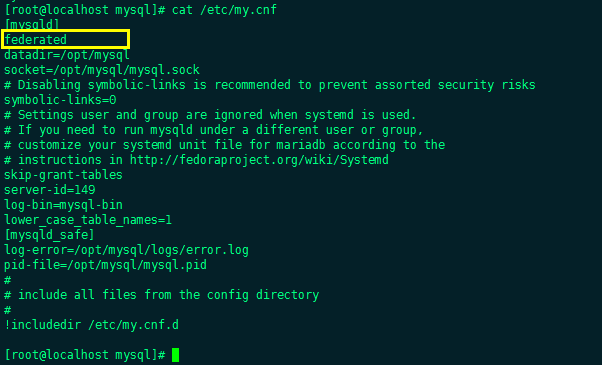 [root@localhost mysql]# cat /etc/my.cnf
[mysqld]
federated
datadir=/opt/mysql
socket=/opt/mysql/mysql.sock
# Disabling symbolic-links is recommended to prevent assorted security risks
symbolic-links=0
# Settings user and group are ignored when systemd is used.
# If you need to run mysqld under a different user or group,
# customize your systemd unit file for mariadb according to the
# instructions in http://fedoraproject.org/wiki/Systemd
skip-grant-tables
server-id=149
log-bin=mysql-bin
lower_case_table_names=1
[mysqld_safe]
log-error=/opt/mysql/logs/error.log
pid-file=/opt/mysql/mysql.pid
#
# include all files from the config directory
#
!includedir /etc/my.cnf.d
[root@localhost mysql]#